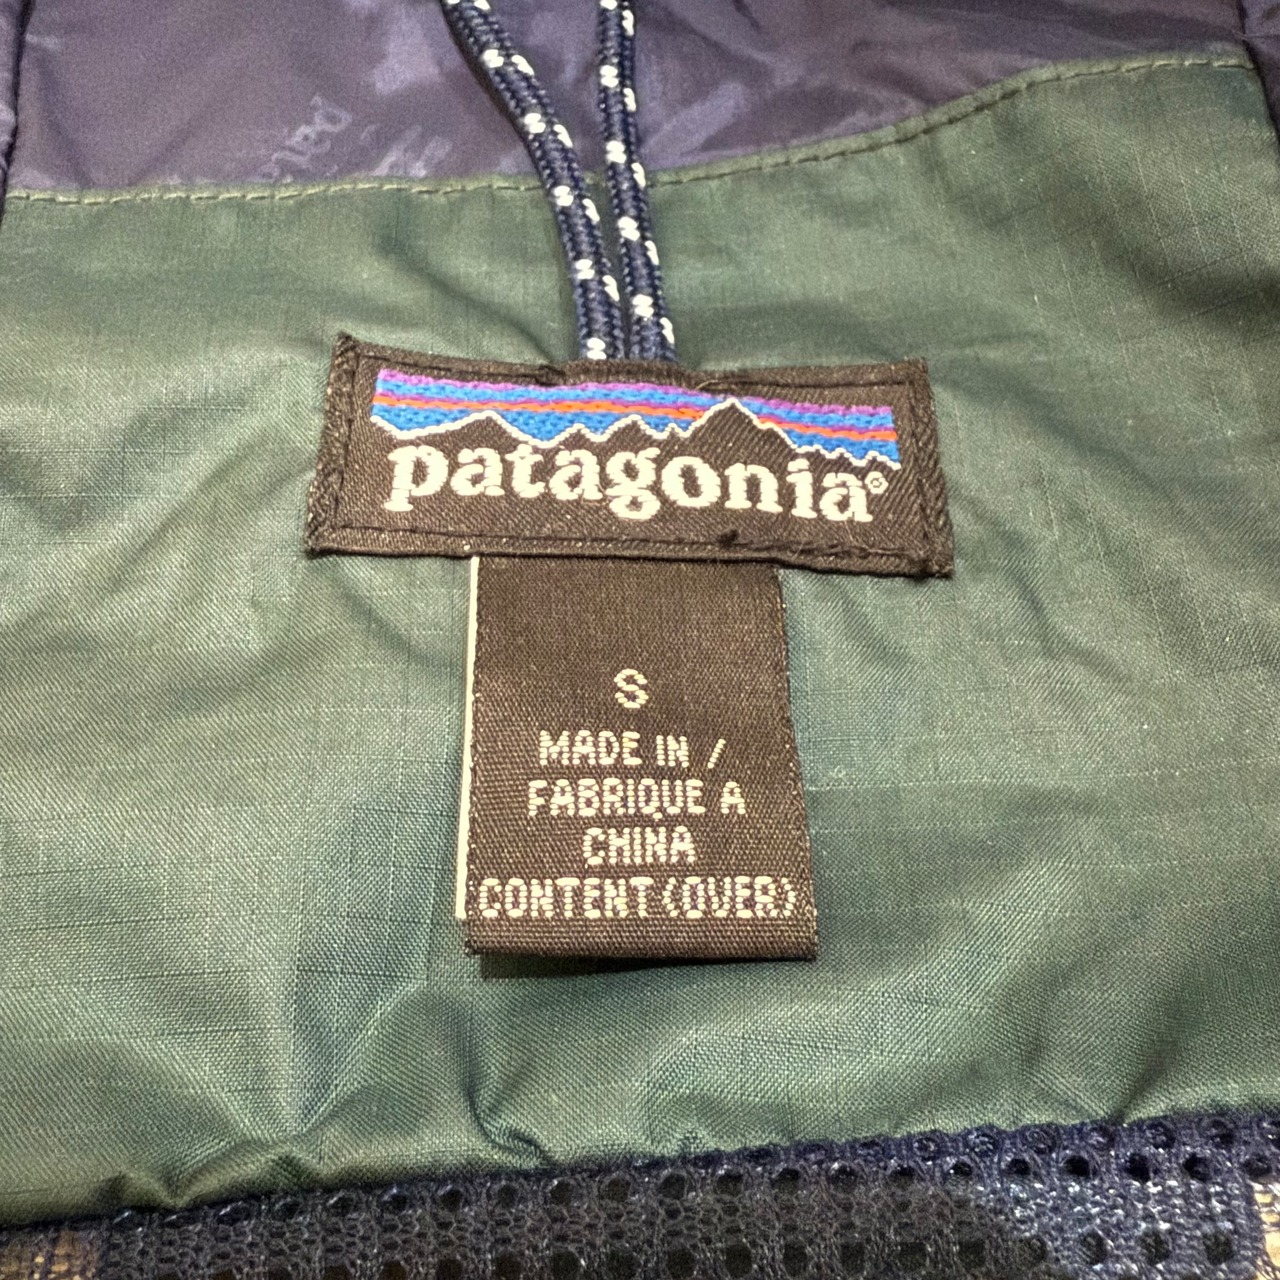 patagonia®
S
MADE IN /
FABRIQUE A
CHINA
CONTENT (OVER)